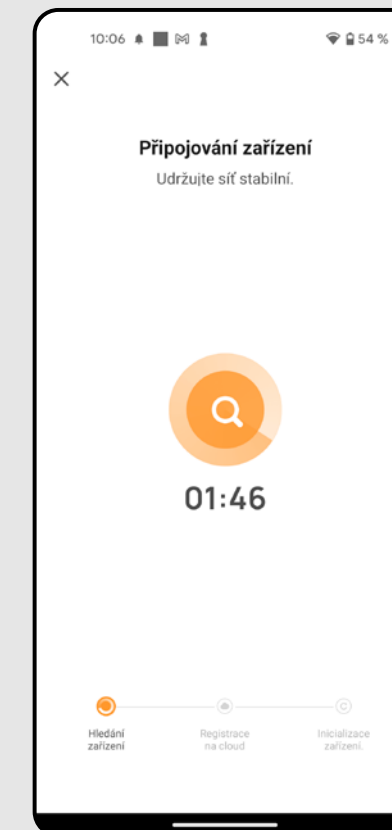 10:06 54 %
Připojování zařízení
Udržujte síť stabilní.
01:46
Hledání
zařízení
Registrace
na cloud
Inicializace
zařízení.